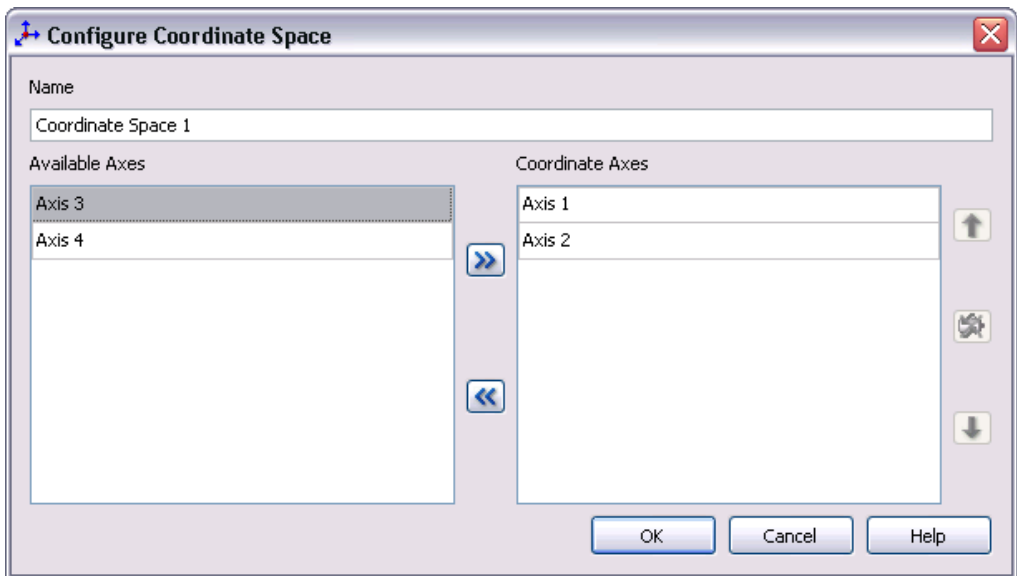 Configure Coordinate Space
Name
Coordinate Space 1
Available Axes
Coordinate Axes
Axis 3
Axis 4
Axis 1
Axis 2
OK
Cancel
Help